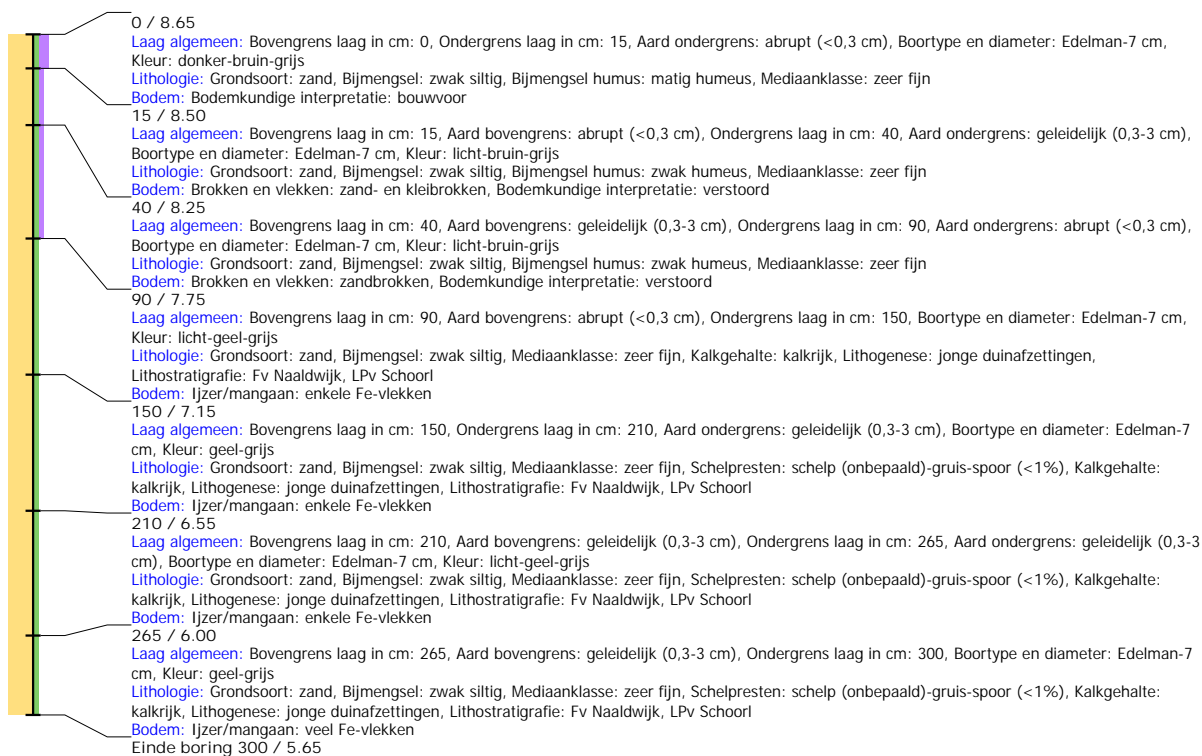 0 / 8.65
Laag algemeen: Bovengrens laag in cm: 0, Ondergrens laag in cm: 15, Aard ondergrens: abrupt (<0,3 cm), Boortype en diameter: Edelman-7 cm,
Kleur: donker-bruin-grijs
Lithologie: Grondsoort: zand, Bijmengsel: zwak siltig, Bijmengsel humus: matig humeus, Mediaanklasse: zeer fijn
Bodem: Bodemkundige interpretatie: bouwvoor
15 / 8.50
Laag algemeen: Bovengrens laag in cm: 15, Aard bovengrens: abrupt (<0,3 cm), Ondergrens laag in cm: 40, Aard ondergrens: geleidelijk (0,3-3 cm),
Boortype en diameter: Edelman-7 cm, Kleur: licht-bruin-grijs
Lithologie: Grondsoort: zand, Bijmengsel: zwak siltig, Bijmengsel humus: zwak humeus, Mediaanklasse: zeer fijn
Bodem: Brokken en vlekken: zand- en kleibrokken, Bodemkundige interpretatie: verstoord
40 / 8.25
Laag algemeen: Bovengrens laag in cm: 40, Aard bovengrens: geleidelijk (0,3-3 cm), Ondergrens laag in cm: 90, Aard ondergrens: abrupt (<0,3 cm),
Boortype en diameter: Edelman-7 cm, Kleur: licht-bruin-grijs
Lithologie: Grondsoort: zand, Bijmengsel: zwak siltig, Bijmengsel humus: zwak humeus, Mediaanklasse: zeer fijn
Bodem: Brokken en vlekken: zandbrokken, Bodemkundige interpretatie: verstoord
90 / 7.75
Laag algemeen: Bovengrens laag in cm: 90, Aard bovengrens: abrupt (<0,3 cm), Ondergrens laag in cm: 150, Boortype en diameter: Edelman-7 cm,
Kleur: licht-geel-grijs
Lithologie: Grondsoort: zand, Bijmengsel: zwak siltig, Mediaanklasse: zeer fijn, Kalkgehalte: kalkrijk, Lithogenese: jonge duinafzettingen,
Lithostratigrafie: Fv Naaldwijk, LPv Schoorl
Bodem: Ijzer/mangaan: enkele Fe-vlekken
150 / 7.15
Laag algemeen: Bovengrens laag in cm: 150, Ondergrens laag in cm: 210, Aard ondergrens: geleidelijk (0,3-3 cm), Boortype en diameter: Edelman-7
cm, Kleur: geel-grijs
Lithologie: Grondsoort: zand, Bijmengsel: zwak siltig, Mediaanklasse: zeer fijn, Schelpresten: schelp (onbepaald)-gruis-spoor (<1%), Kalkgehalte:
kalkrijk, Lithogenese: jonge duinafzettingen, Lithostratigrafie: Fv Naaldwijk, LPv Schoorl
Bodem: Ijzer/mangaan: enkele Fe-vlekken
210 / 6.55
Laag algemeen: Bovengrens laag in cm: 210, Aard bovengrens: geleidelijk (0,3-3 cm), Ondergrens laag in cm: 265, Aard ondergrens: geleidelijk (0,3-3
cm), Boortype en diameter: Edelman-7 cm, Kleur: licht-geel-grijs
Lithologie: Grondsoort: zand, Bijmengsel: zwak siltig, Mediaanklasse: zeer fijn, Schelpresten: schelp (onbepaald)-gruis-spoor (<1%), Kalkgehalte:
kalkrijk, Lithogenese: jonge duinafzettingen, Lithostratigrafie: Fv Naaldwijk, LPv Schoorl
Bodem: Ijzer/mangaan: enkele Fe-vlekken
265 / 6.00
Laag algemeen: Bovengrens laag in cm: 265, Aard bovengrens: geleidelijk (0,3-3 cm), Ondergrens laag in cm: 300, Boortype en diameter: Edelman-7
cm, Kleur: geel-grijs
Lithologie: Grondsoort: zand, Bijmengsel: zwak siltig, Mediaanklasse: zeer fijn, Schelpresten: schelp (onbepaald)-gruis-spoor (<1%), Kalkgehalte:
kalkrijk, Lithogenese: jonge duinafzettingen, Lithostratigrafie: Fv Naaldwijk, LPv Schoorl
Bodem: Ijzer/mangaan: veel Fe-vlekken
Einde boring 300 / 5.65